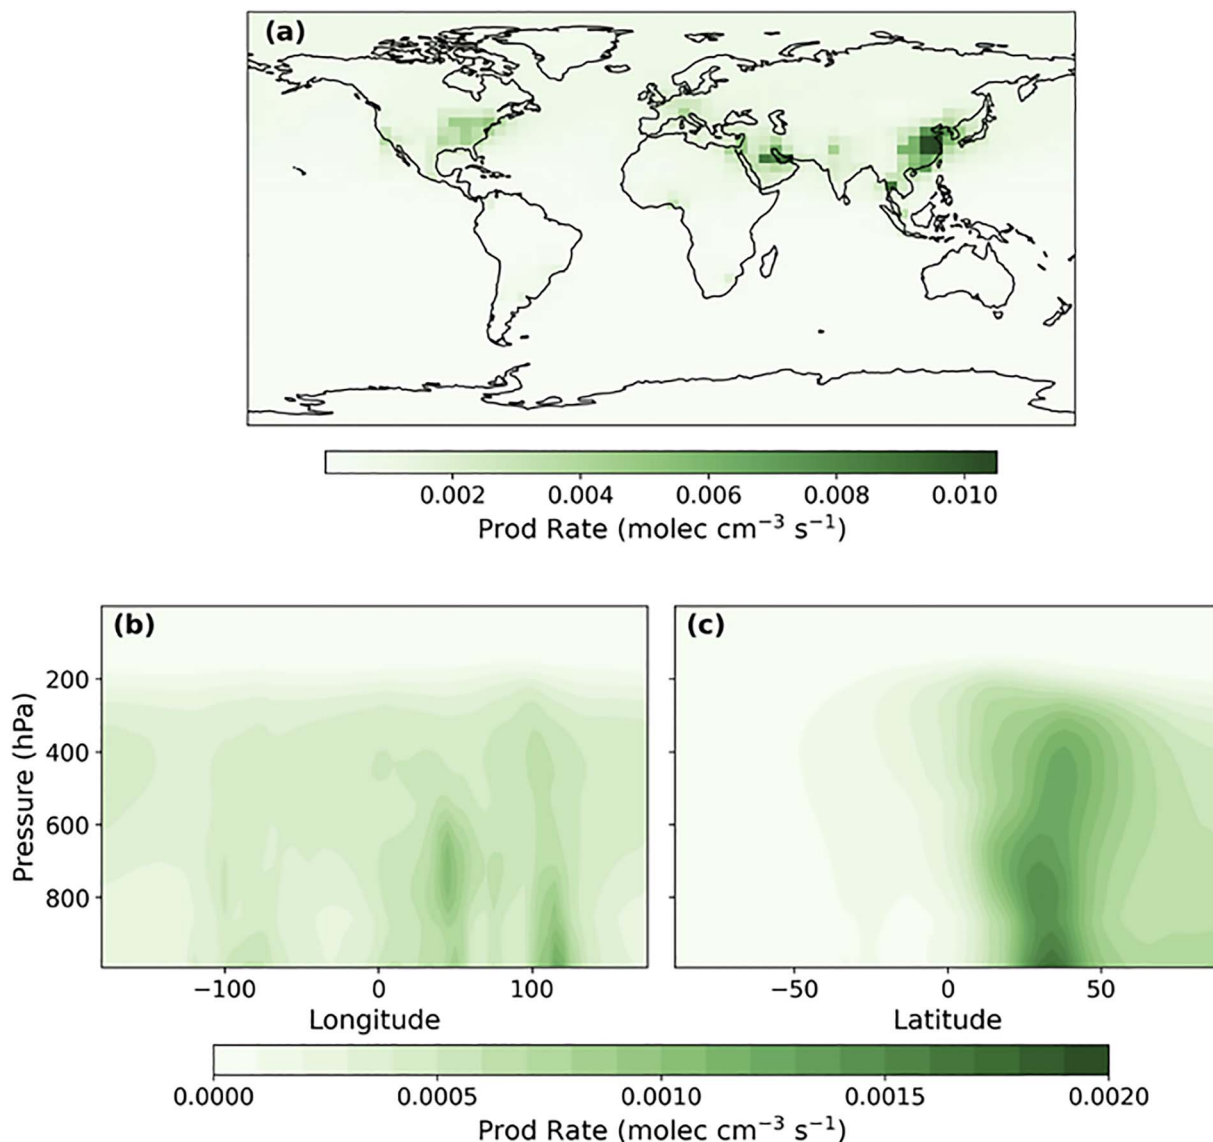 (a)
0.002 0.004 0.006 0.008 0.010
Prod Rate (molec cm⁻³ s⁻¹)
(b) (c)
200
400
600
800
Pressure (hPa)
−100 0 100 −50 0 50
Longitude Latitude
0.0000 0.0005 0.0010 0.0015 0.0020
Prod Rate (molec cm⁻³ s⁻¹)